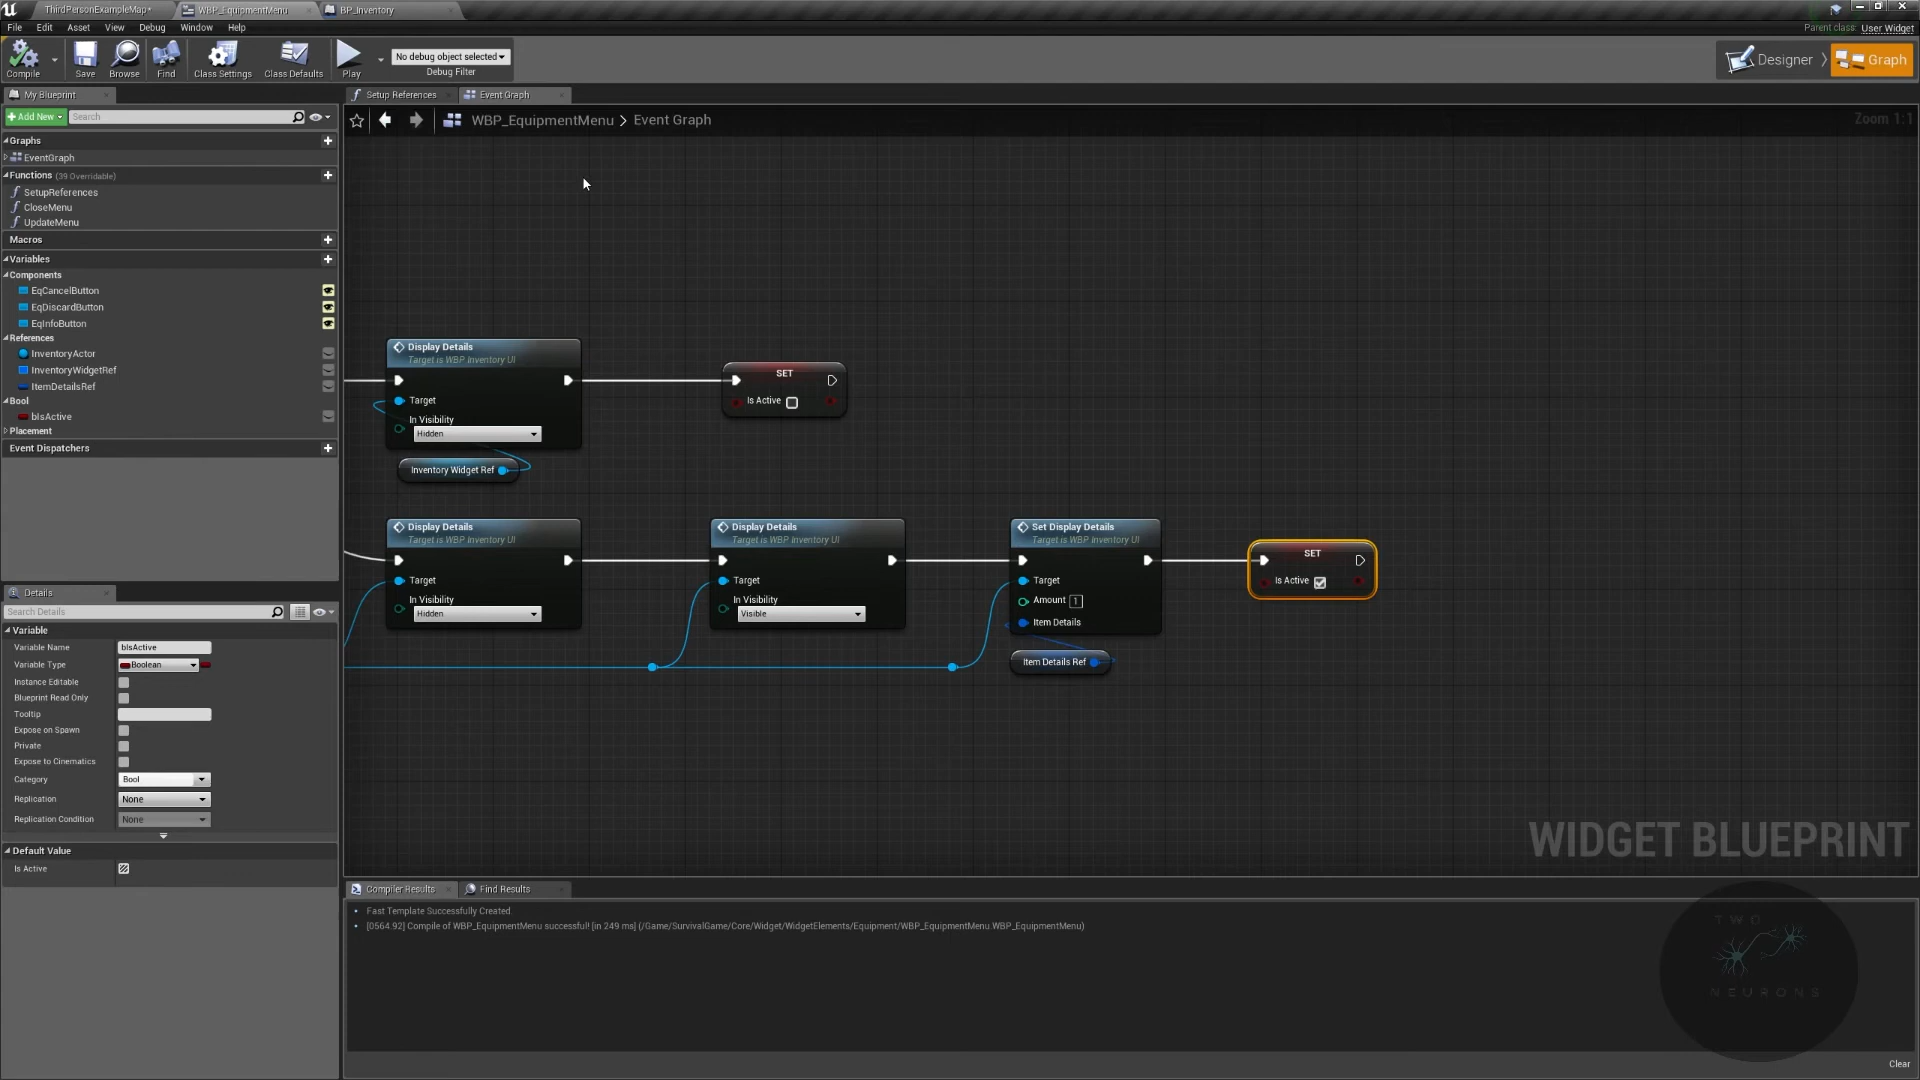 ThirdPersonExampleMap*
WBP_EquipmentMenu
BP_Inventory
File
Edit
Asset
View
Debug
Window
Help
Parent class: User Widget
Compile
Save
Browse
Find
Class Settings
Class Defaults
Play
No debug object selected
Debug Filter
Designer
Graph
My Blueprint
Setup References
Event Graph
Add New
Search
WBP_EquipmentMenu > Event Graph
Zoom 1:1
Graphs
EventGraph
Functions (39 Overridable)
SetupReferences
CloseMenu
UpdateMenu
Macros
Variables
Components
EqCancelButton
EqDiscardButton
EqInfoButton
References
InventoryActor
InventoryWidgetRef
ItemDetailsRef
Bool
bIsActive
Placement
Event Dispatchers
Display Details
Target is WBP Inventory UI
Target
In Visibility
Hidden
Inventory Widget Ref
SET
Is Active
Display Details
Target is WBP Inventory UI
Target
In Visibility
Hidden
Display Details
Target is WBP Inventory UI
Target
In Visibility
Visible
Set Display Details
Target is WBP Inventory UI
Target
Amount 1
Item Details
Item Details Ref
SET
Is Active
Details
Search Details
Variable
Variable Name bIsActive
Variable Type Boolean
Instance Editable
Blueprint Read Only
Tooltip
Expose on Spawn
Private
Expose to Cinematics
Category Bool
Replication None
Replication Condition None
Default Value
Is Active
WIDGET BLUEPRINT
Compiler Results
Find Results
Fast Template Successfully Created.
[0564.92] Compile of WBP_EquipmentMenu successful! [in 249 ms] (/Game/SurvivalGame/Core/Widget/WidgetElements/Equipment/WBP_EquipmentMenu.WBP_EquipmentMenu)
TWO
NEURONS
Clear